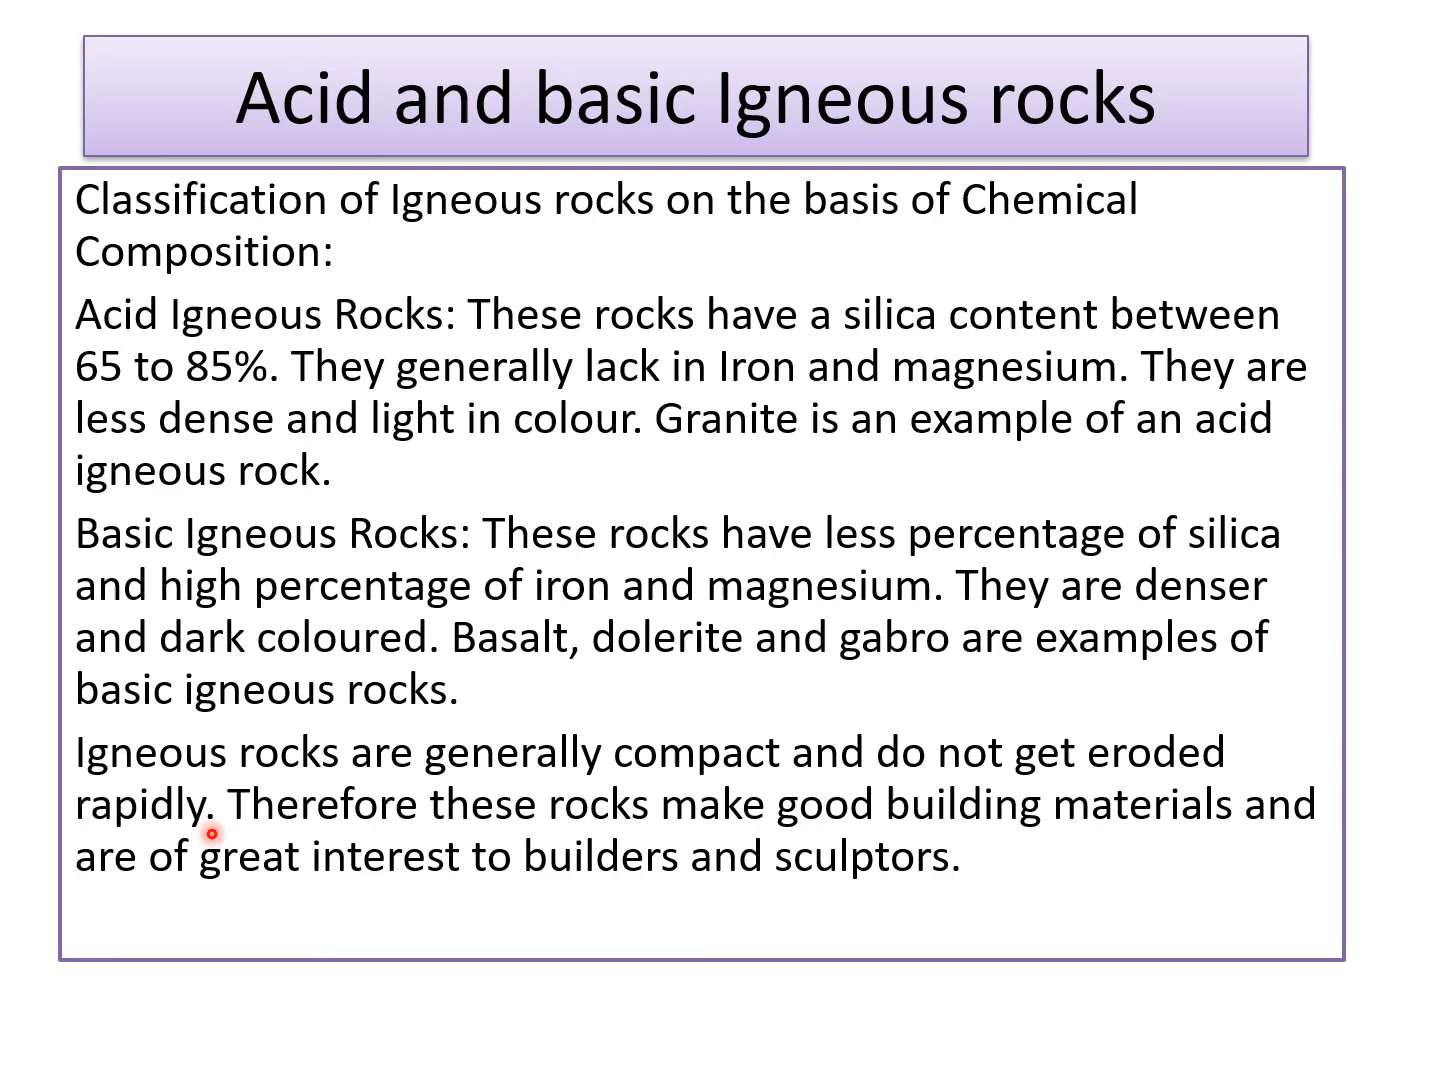 Acid and basic Igneous rocks
Classification of Igneous rocks on the basis of Chemical
Composition:
Acid Igneous Rocks: These rocks have a silica content between
65 to 85%. They generally lack in Iron and magnesium. They are
less dense and light in colour. Granite is an example of an acid
igneous rock.
Basic Igneous Rocks: These rocks have less percentage of silica
and high percentage of iron and magnesium. They are denser
and dark coloured. Basalt, dolerite and gabro are examples of
basic igneous rocks.
Igneous rocks are generally compact and do not get eroded
rapidly. Therefore these rocks make good building materials and
are of great interest to builders and sculptors.